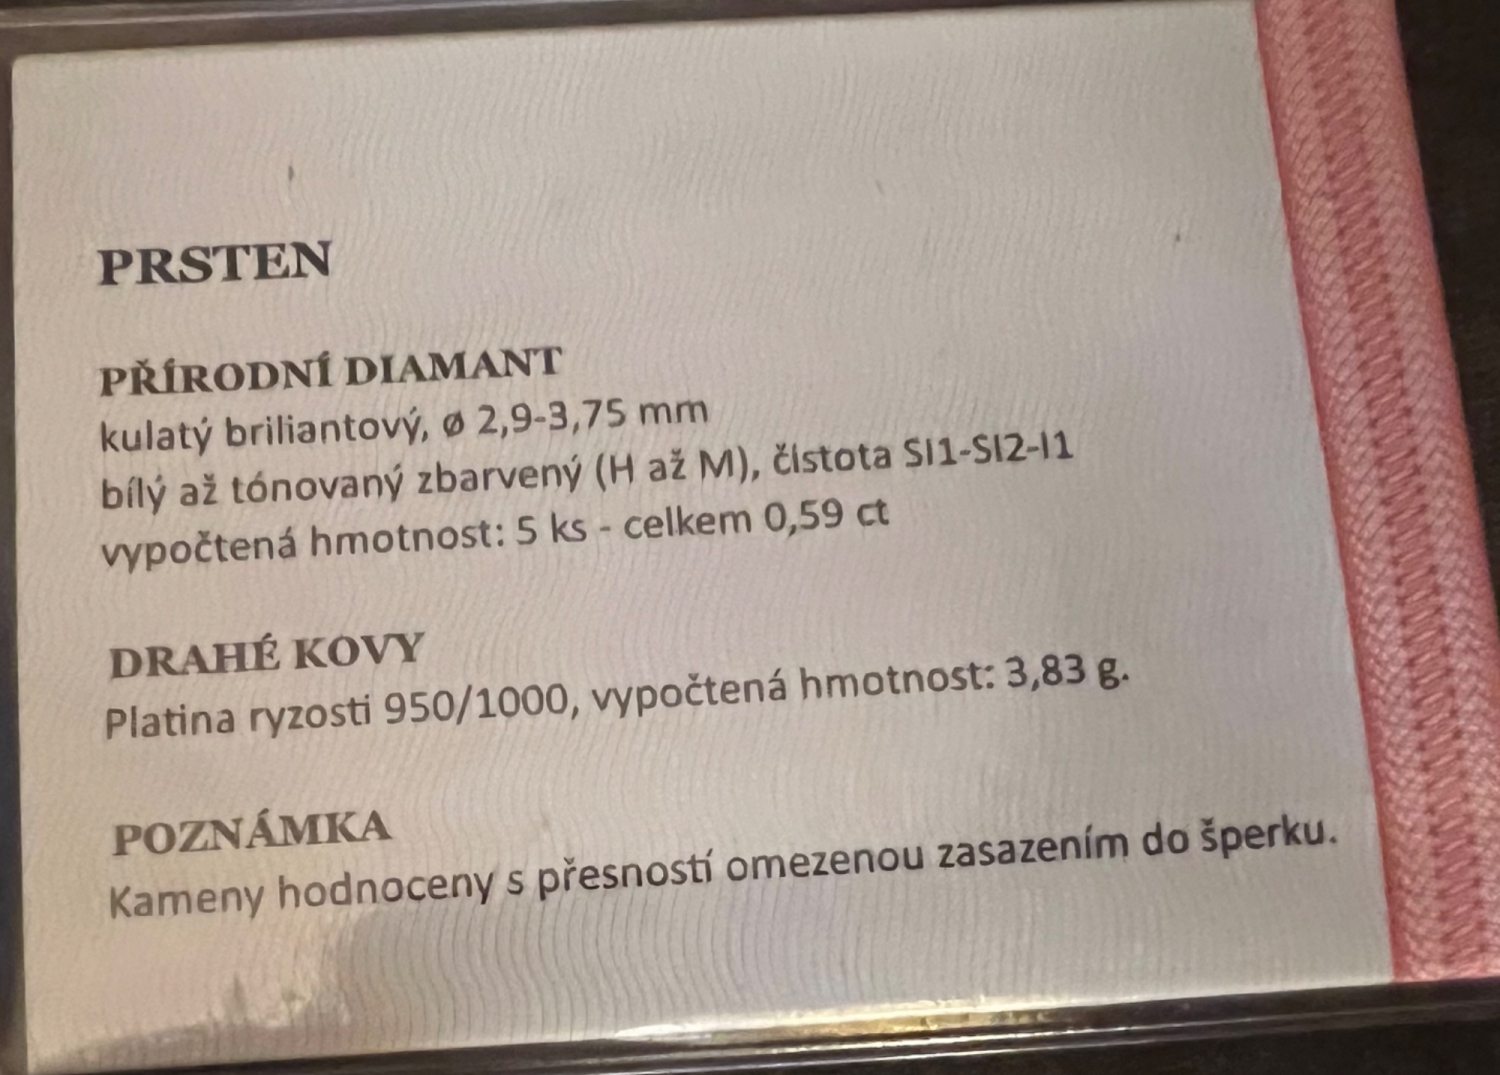 PRSTEN
PŘÍRODNÍ DIAMANT
kulatý briliantový, ø 2,9-3,75 mm
bílý až tónovaný zbarvený (H až M), čistota SI1-SI2-I1
vypočtená hmotnost: 5 ks - celkem 0,59 ct
DRAHÉ KOVY
Platina ryzosti 950/1000, vypočtená hmotnost: 3,83 g.
POZNÁMKA
Kameny hodnoceny s přesností omezenou zasazením do šperku.